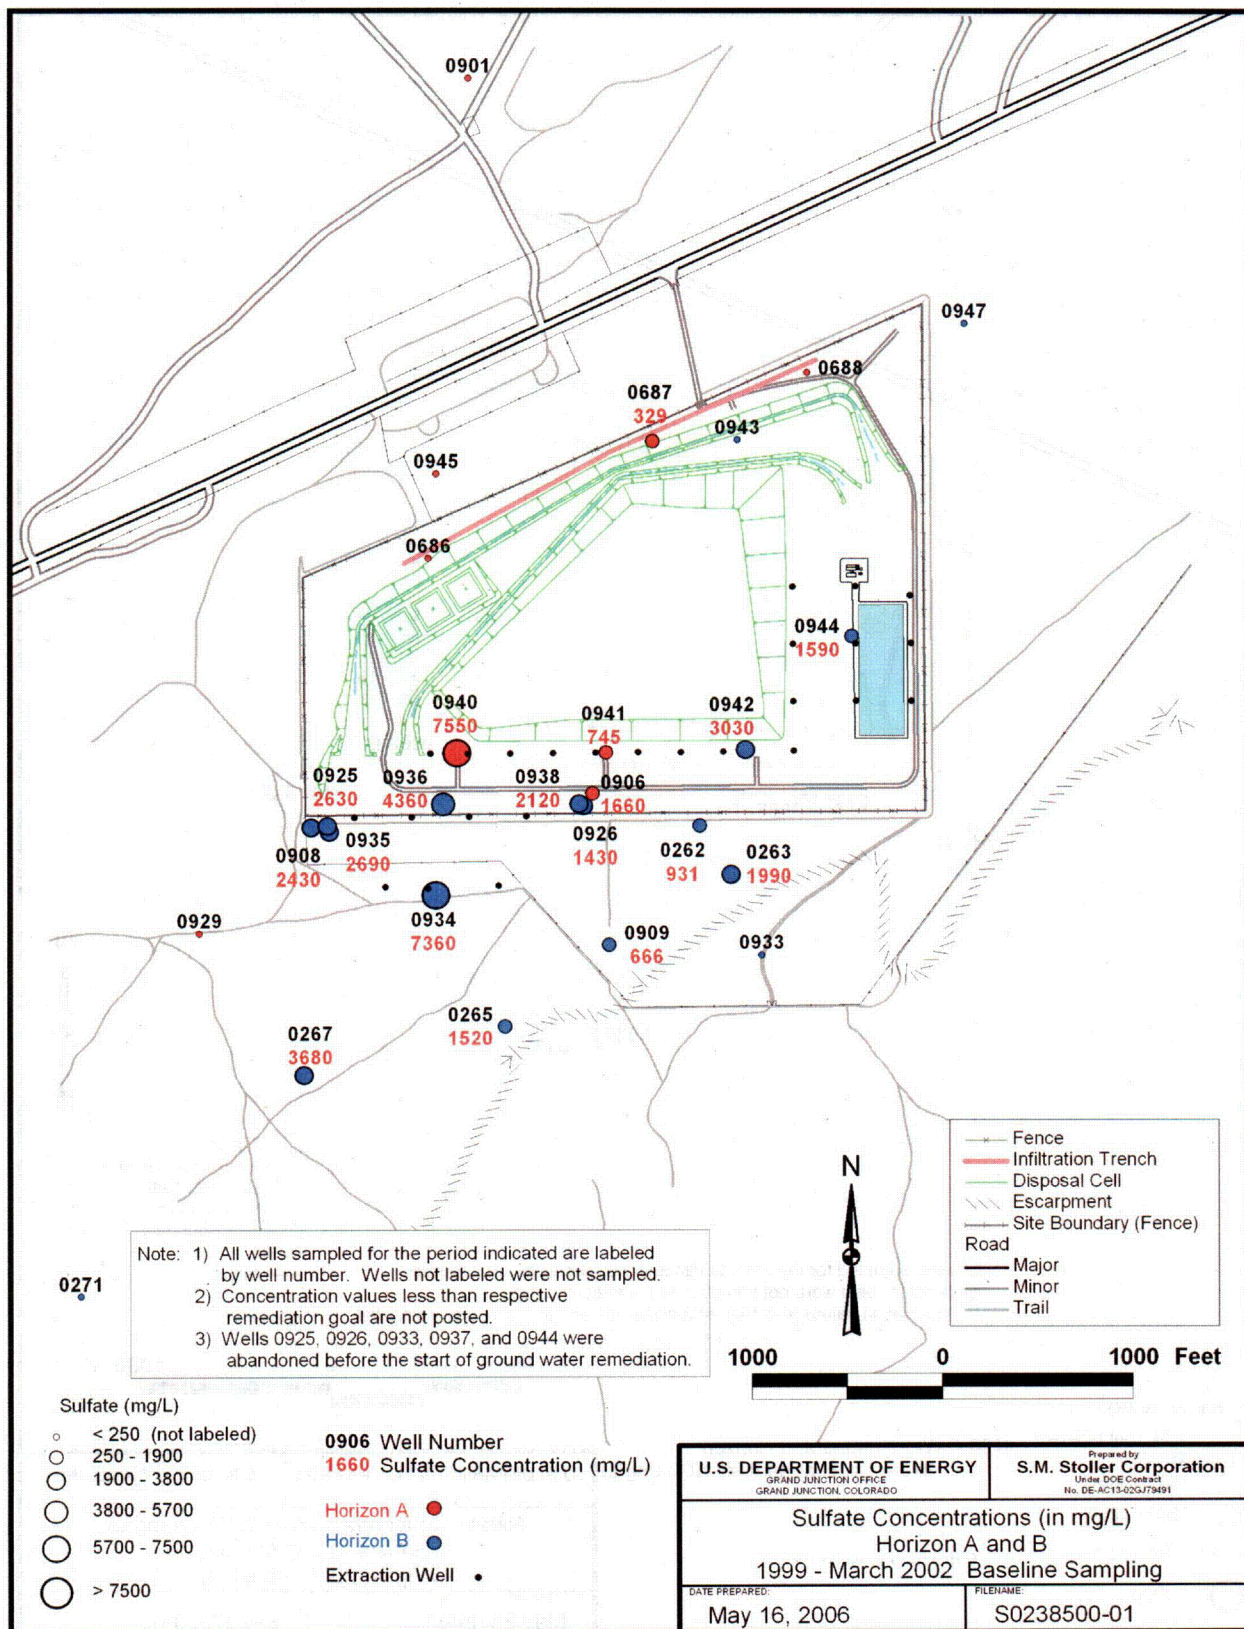 0901
0947
0688
0687
329
0943
0945
0686
0944
1590
0940
7550
0941
745
0942
3030
0925
2630
0936
4360
0938
2120
0906
1660
0908
2430
0935
2690
0926
1430
0262
931
0263
1990
0929
0934
7360
0909
666
0933
0265
1520
0267
3680
0271
Fence
Infiltration Trench
Disposal Cell
Escarpment
Site Boundary (Fence)
Road
Major
Minor
Trail
N
Note: 1) All wells sampled for the period indicated are labeled
by well number. Wells not labeled were not sampled.
2) Concentration values less than respective
remediation goal are not posted.
3) Wells 0925, 0926, 0933, 0937, and 0944 were
abandoned before the start of ground water remediation.
1000 0 1000 Feet
Sulfate (mg/L)
< 250 (not labeled)
250 - 1900
1900 - 3800
3800 - 5700
5700 - 7500
> 7500
0906 Well Number
1660 Sulfate Concentration (mg/L)
Horizon A
Horizon B
Extraction Well
U.S. DEPARTMENT OF ENERGY
GRAND JUNCTION OFFICE
GRAND JUNCTION, COLORADO
Prepared by
S.M. Stoller Corporation
Under DOE Contract
No. DE-AC13-02GJ79491
Sulfate Concentrations (in mg/L)
Horizon A and B
1999 - March 2002 Baseline Sampling
DATE PREPARED:
May 16, 2006
FILENAME:
S0238500-01